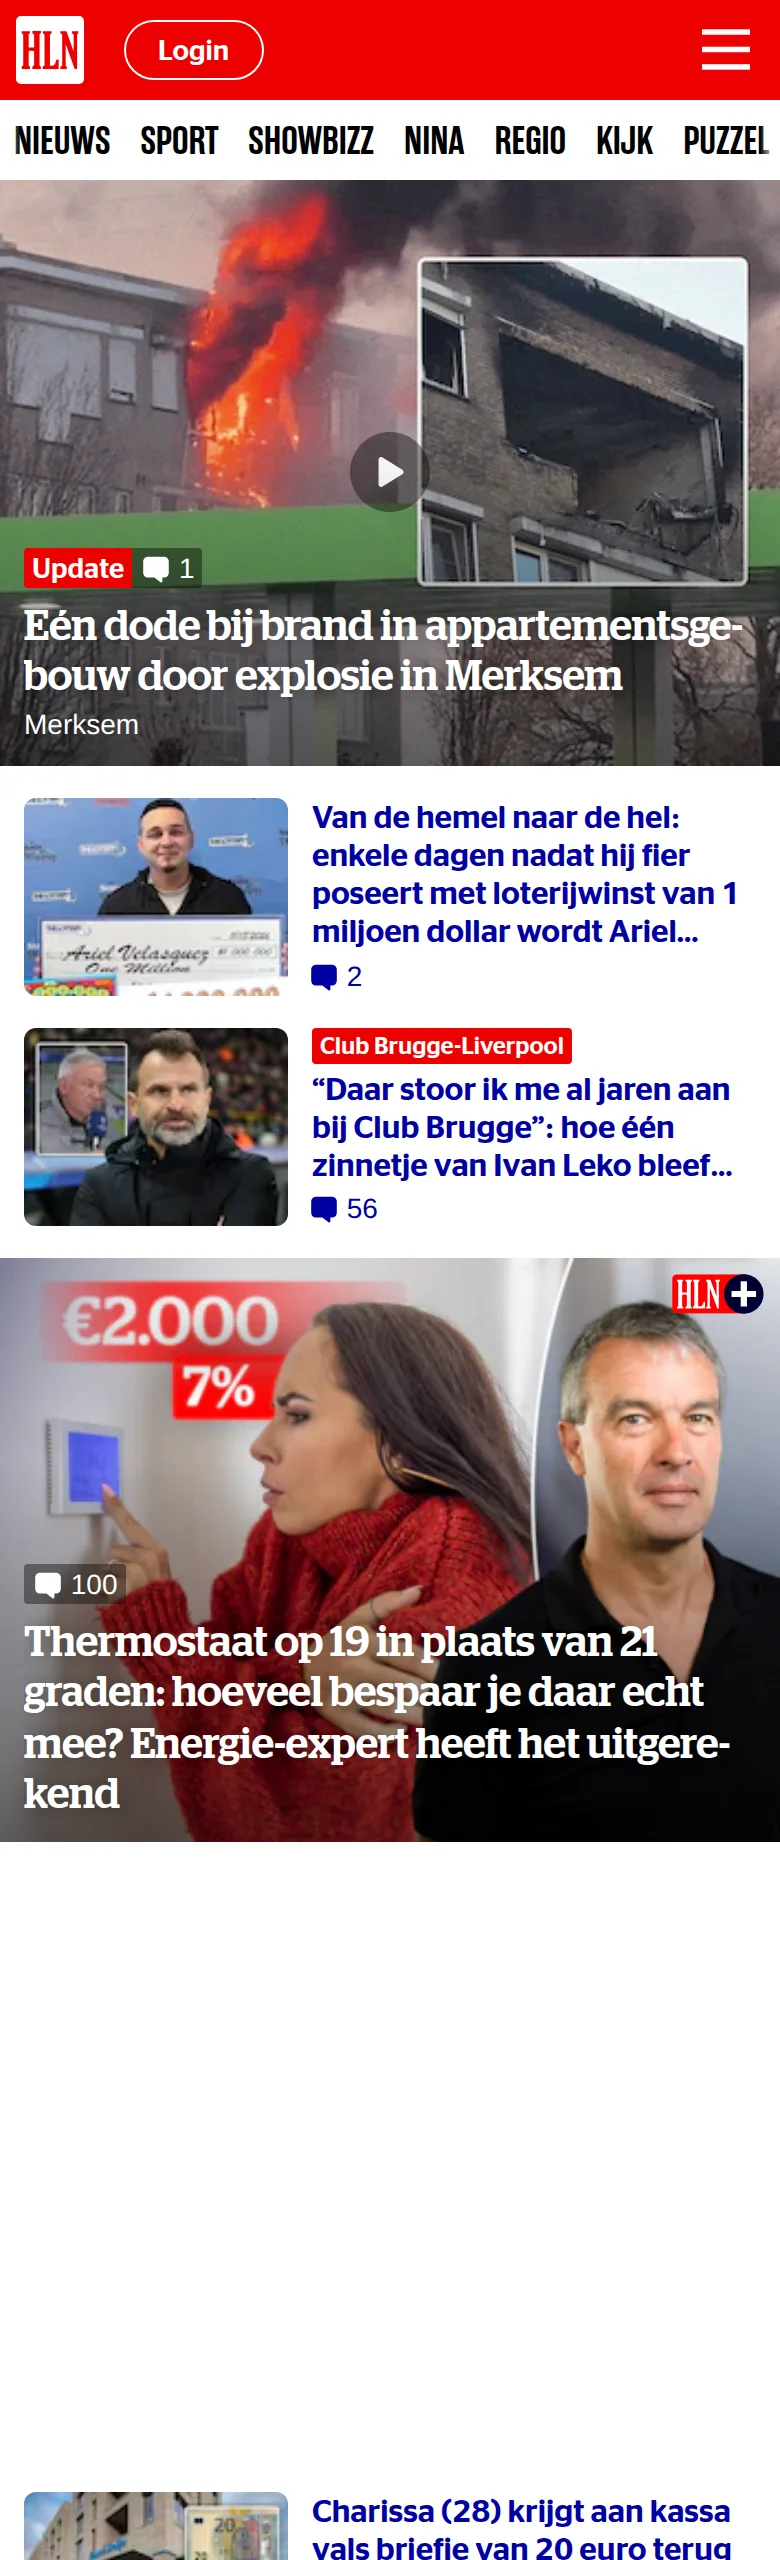 HLN
Login
NIEUWS SPORT SHOWBIZZ NINA REGIO KIJK PUZZEL
Update 1
Eén dode bij brand in appartementsge-
bouw door explosie in Merksem
Merksem
Van de hemel naar de hel:
enkele dagen nadat hij fier
poseert met loterijwinst van 1
miljoen dollar wordt Ariel...
2
Ariel Velasquez
One Million
Club Brugge-Liverpool
“Daar stoor ik me al jaren aan
bij Club Brugge”: hoe één
zinnetje van Ivan Leko bleef...
56
HLN+
€2.000
7%
100
Thermostaat op 19 in plaats van 21
graden: hoeveel bespaar je daar echt
mee? Energie-expert heeft het uitgere-
kend
Charissa (28) krijgt aan kassa
vals briefje van 20 euro terug
20